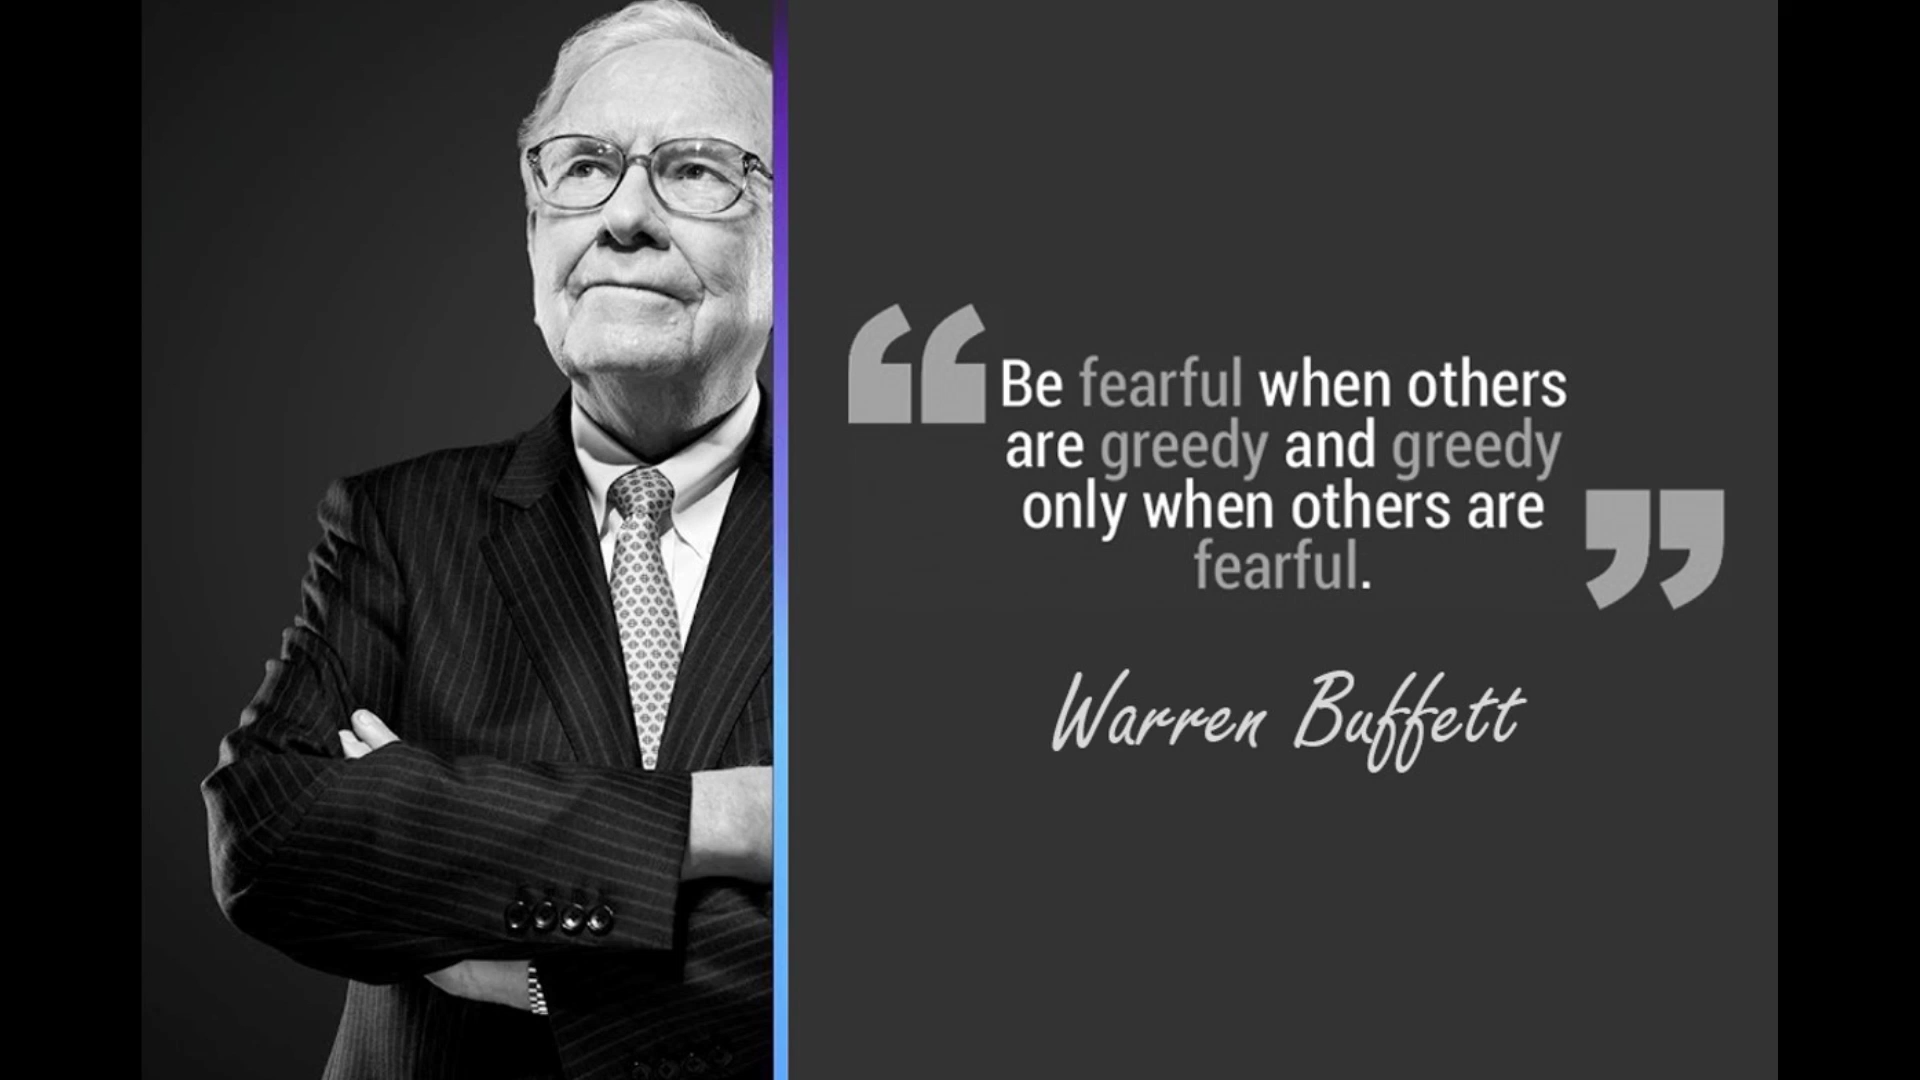 “Be fearful when others
are greedy and greedy
only when others are
fearful.”
Warren Buffett